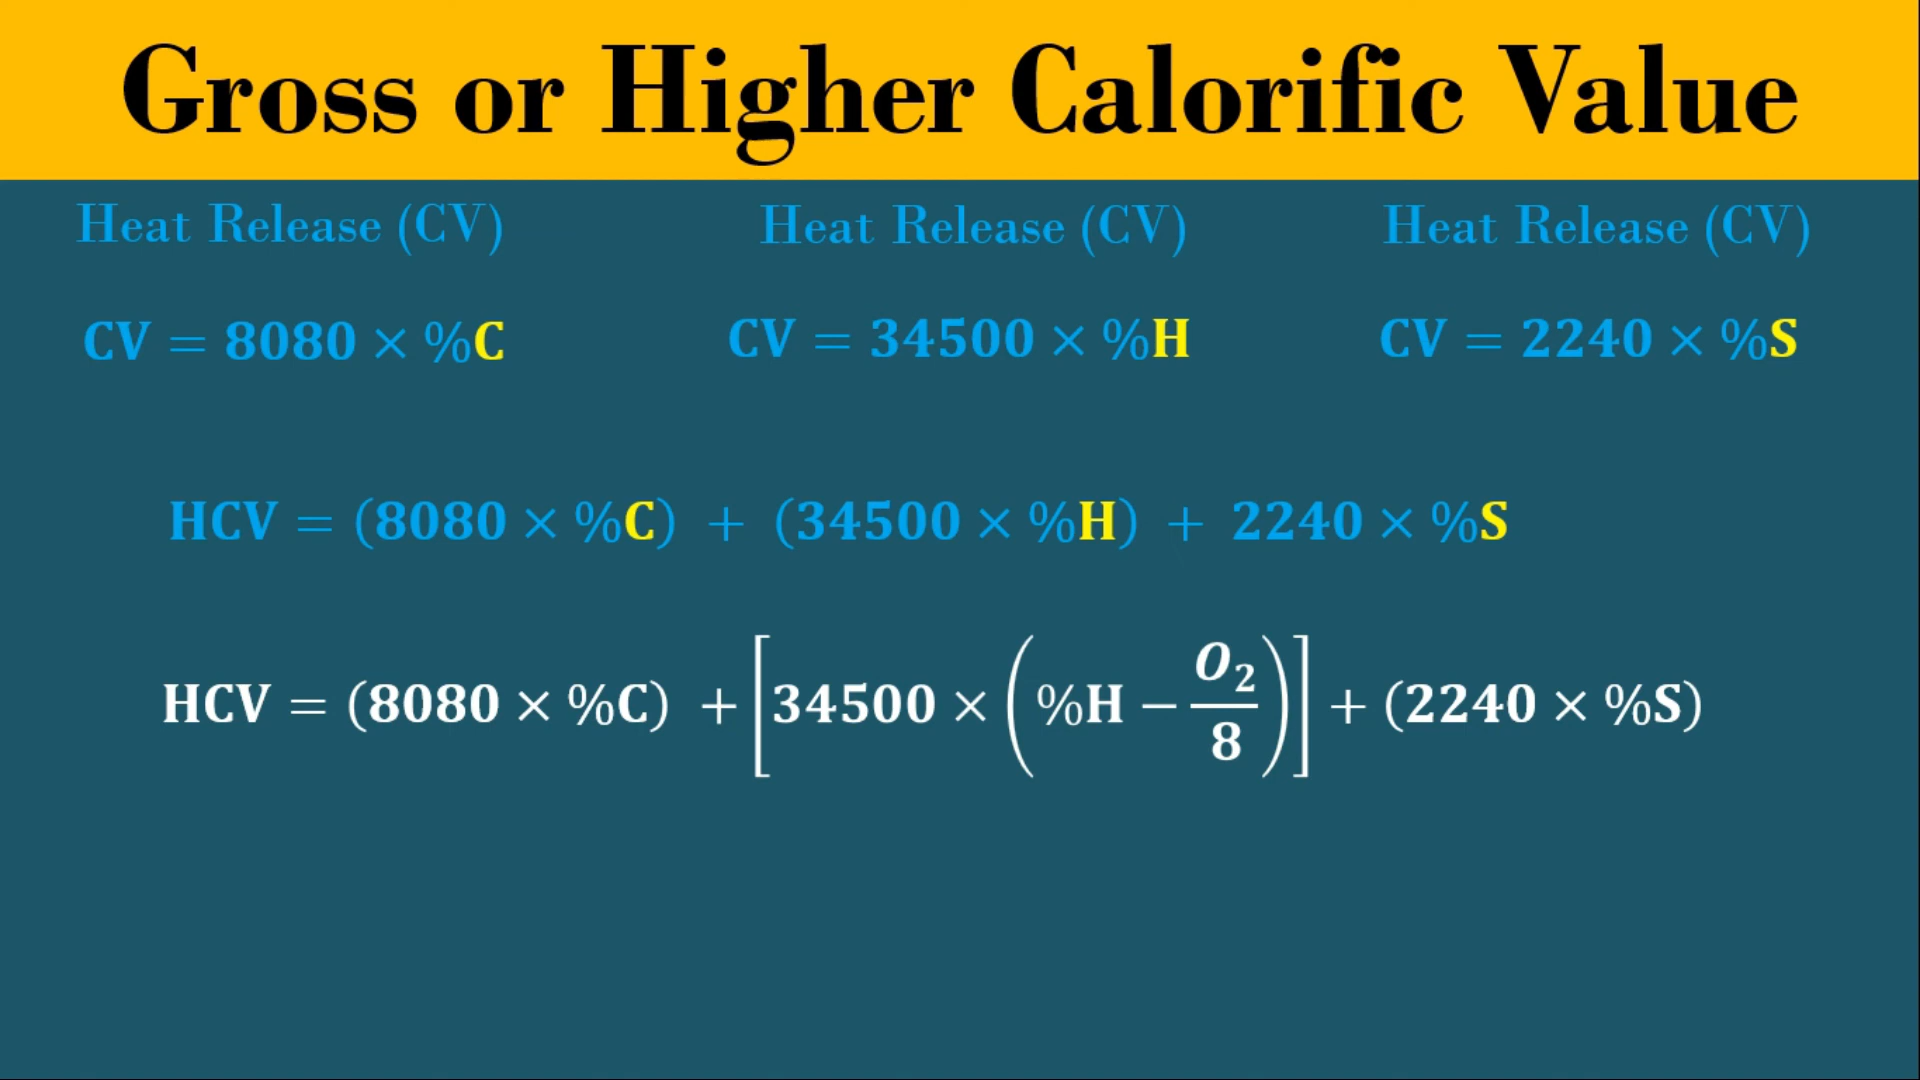 Gross or Higher Calorific Value
Heat Release (CV) Heat Release (CV) Heat Release (CV)
CV = 8080 × %C CV = 34500 × %H CV = 2240 × %S
HCV = (8080 × %C) + (34500 × %H) + 2240 × %S
HCV = (8080 × %C) + [34500 × (%H − O₂/8)] + (2240 × %S)